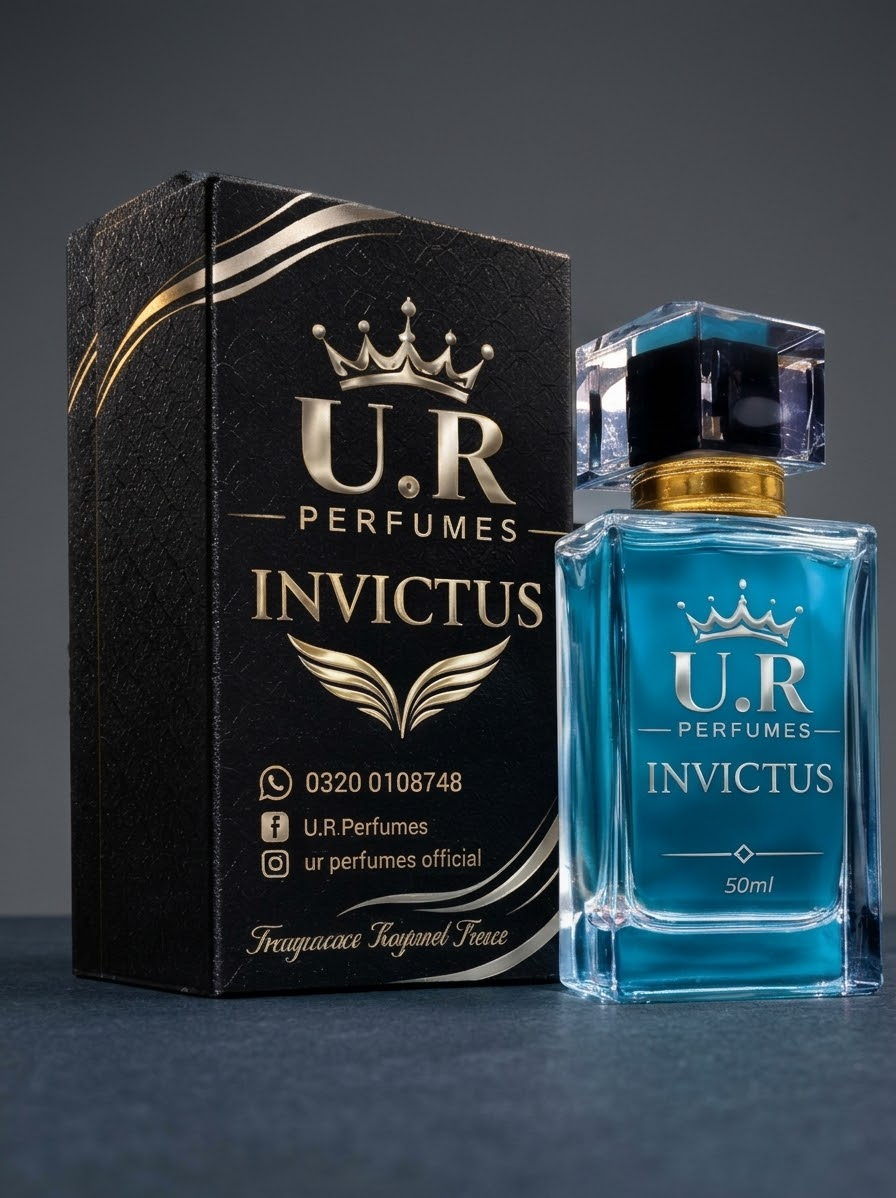 U.R
PERFUMES
INVICTUS
0320 0108748
U.R.Perfumes
ur perfumes official
U.R
PERFUMES
INVICTUS
50ml